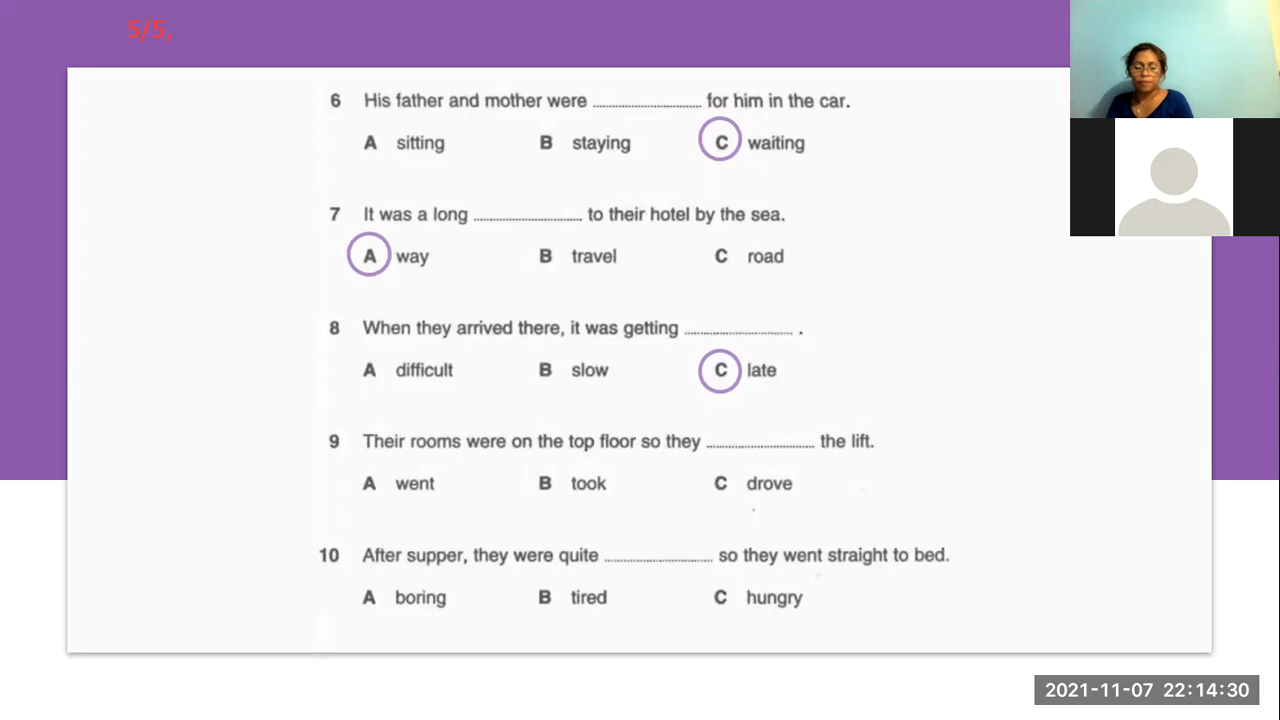 5/5,
6 His father and mother were ............................ for him in the car.
A sitting B staying C waiting
7 It was a long ............................ to their hotel by the sea.
A way B travel C road
8 When they arrived there, it was getting ............................ .
A difficult B slow C late
9 Their rooms were on the top floor so they ............................ the lift.
A went B took C drove
10 After supper, they were quite ............................ so they went straight to bed.
A boring B tired C hungry
2021-11-07 22:14:30